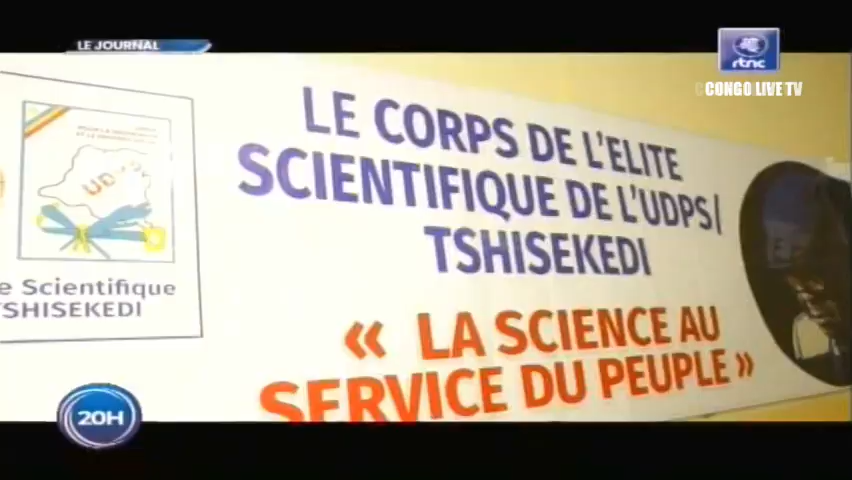 LE JOURNAL
rtnc
CONGO LIVE TV
LE CORPS DE L'ELITE
SCIENTIFIQUE DE L'UDPS/
TSHISEKEDI
« LA SCIENCE AU
SERVICE DU PEUPLE »
UDPS
e Scientifique
TSHISEKEDI
20H